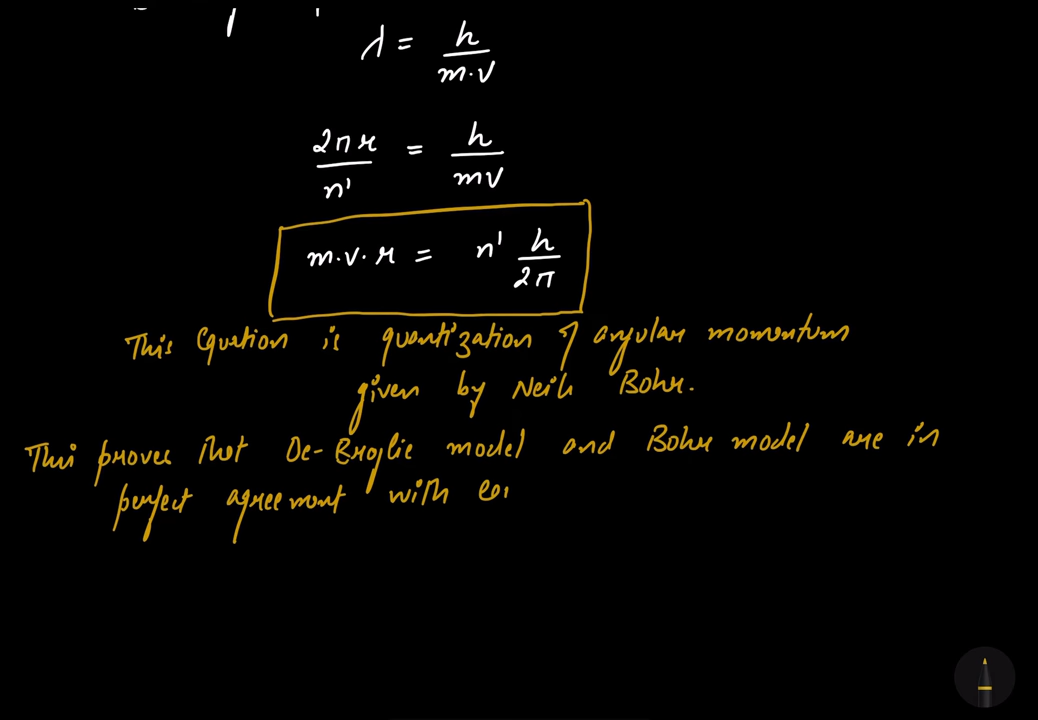 λ = h / m.v
2πr / n' = h / mv
m.v.r = n' h / 2π
This Equation is quantization of angular momentum
given by Neils Bohr.
This proves that De-Broglie model and Bohr model are in
perfect agreement with